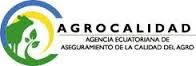 AGROCALIDAD
AGENCIA ECUATORIANA DE
ASEGURAMIENTO DE LA CALIDAD DEL AGRO